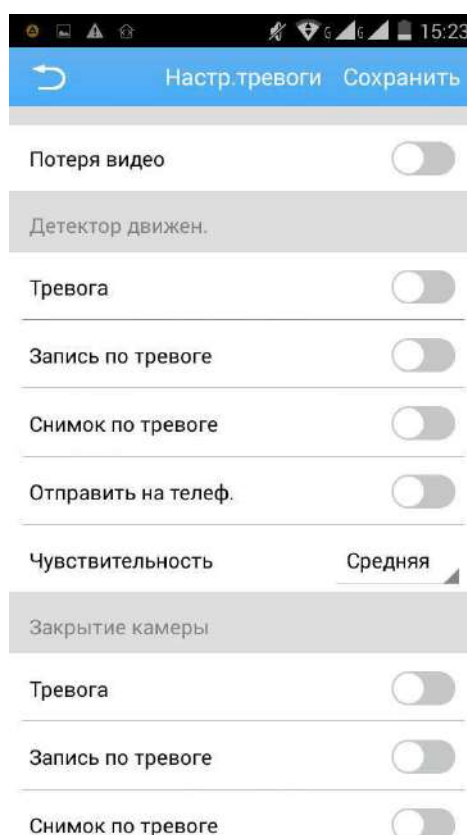 G G 15:23
Настр.тревоги Сохранить
Потеря видео
Детектор движен.
Тревога
Запись по тревоге
Снимок по тревоге
Отправить на телеф.
Чувствительность Средняя
Закрытие камеры
Тревога
Запись по тревоге
Снимок по тревоге